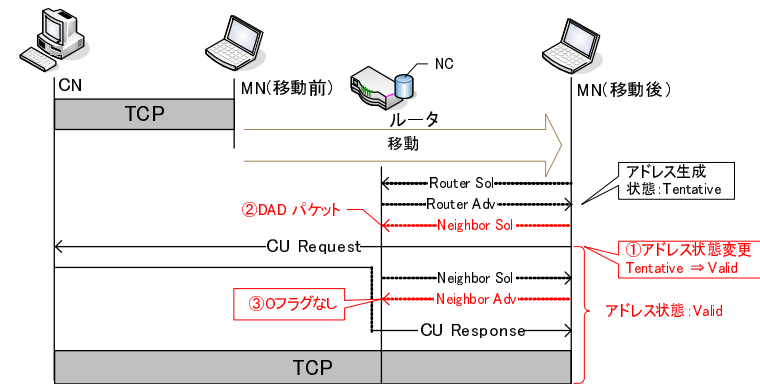 NC
CN
MN(移動前)
MN(移動後)
TCP
ルータ
移動
Router Sol
アドレス生成
状態：Tentative
Router Adv
②DAD パケット
Neighbor Sol
CU Request
①アドレス状態変更
Tentative ⇒ Valid
Neighbor Sol
③Oフラグなし
Neighbor Adv
アドレス状態：Valid
CU Response
TCP